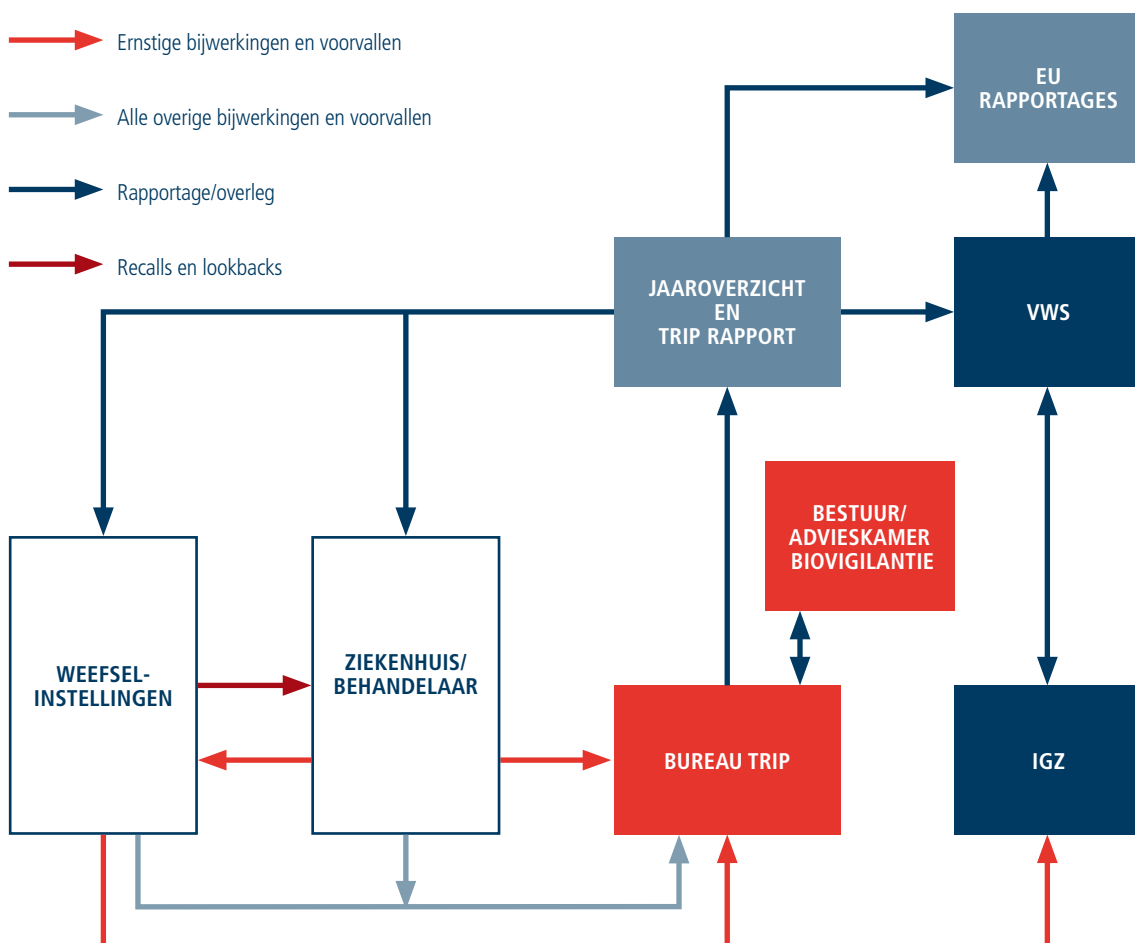 Ernstige bijwerkingen en voorvallen
Alle overige bijwerkingen en voorvallen
Rapportage/overleg
Recalls en lookbacks
EU
RAPPORTAGES
JAAROVERZICHT
EN
TRIP RAPPORT
VWS
BESTUUR/
ADVIESKAMER
BIOVIGILANTIE
WEEFSEL-
INSTELLINGEN
ZIEKENHUIS/
BEHANDELAAR
BUREAU TRIP
IGZ